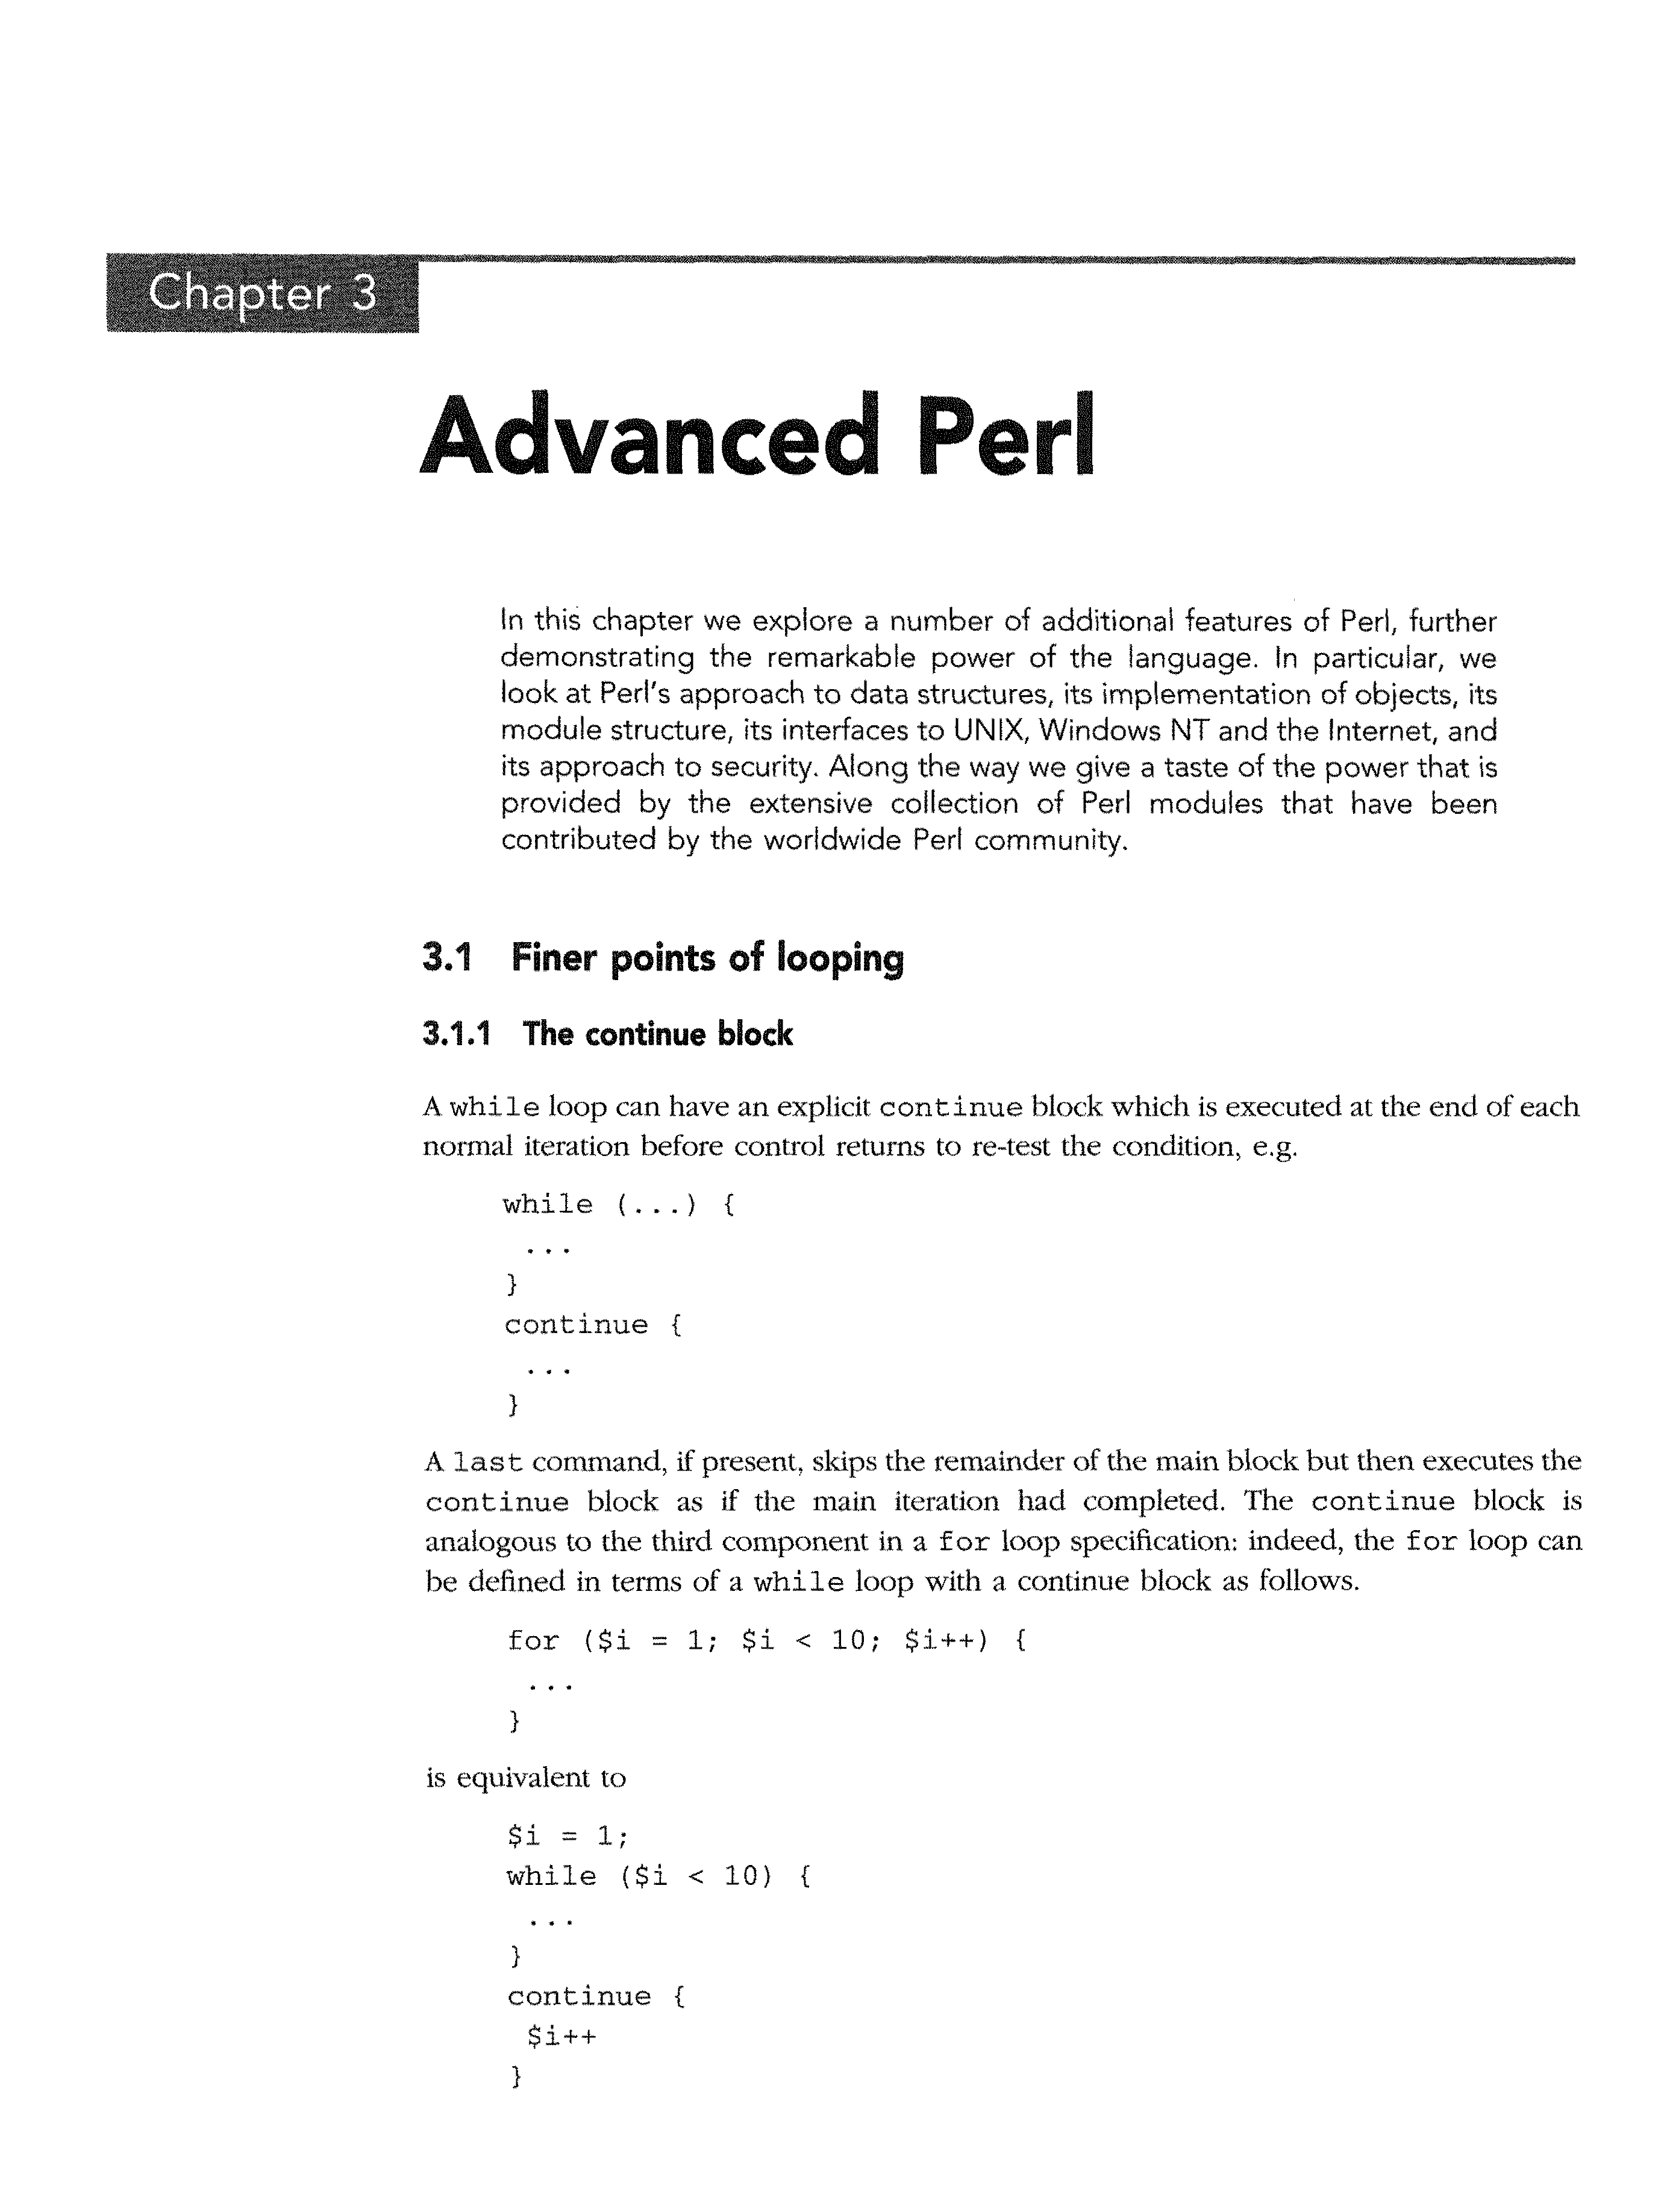 Chapter 3
Advanced Perl
In this chapter we explore a number of additional features of Perl, further
demonstrating the remarkable power of the language. In particular, we
look at Perl's approach to data structures, its implementation of objects, its
module structure, its interfaces to UNIX, Windows NT and the Internet, and
its approach to security. Along the way we give a taste of the power that is
provided by the extensive collection of Perl modules that have been
contributed by the worldwide Perl community.
3.1 Finer points of looping
3.1.1 The continue block
A while loop can have an explicit continue block which is executed at the end of each
normal iteration before control returns to re-test the condition, e.g.
while (...) {
...
}
continue {
...
}
A last command, if present, skips the remainder of the main block but then executes the
continue block as if the main iteration had completed. The continue block is
analogous to the third component in a for loop specification: indeed, the for loop can
be defined in terms of a while loop with a continue block as follows.
for ($i = 1; $i < 10; $i++) {
...
}
is equivalent to
$i = 1;
while ($i < 10) {
...
}
continue {
$i++
}